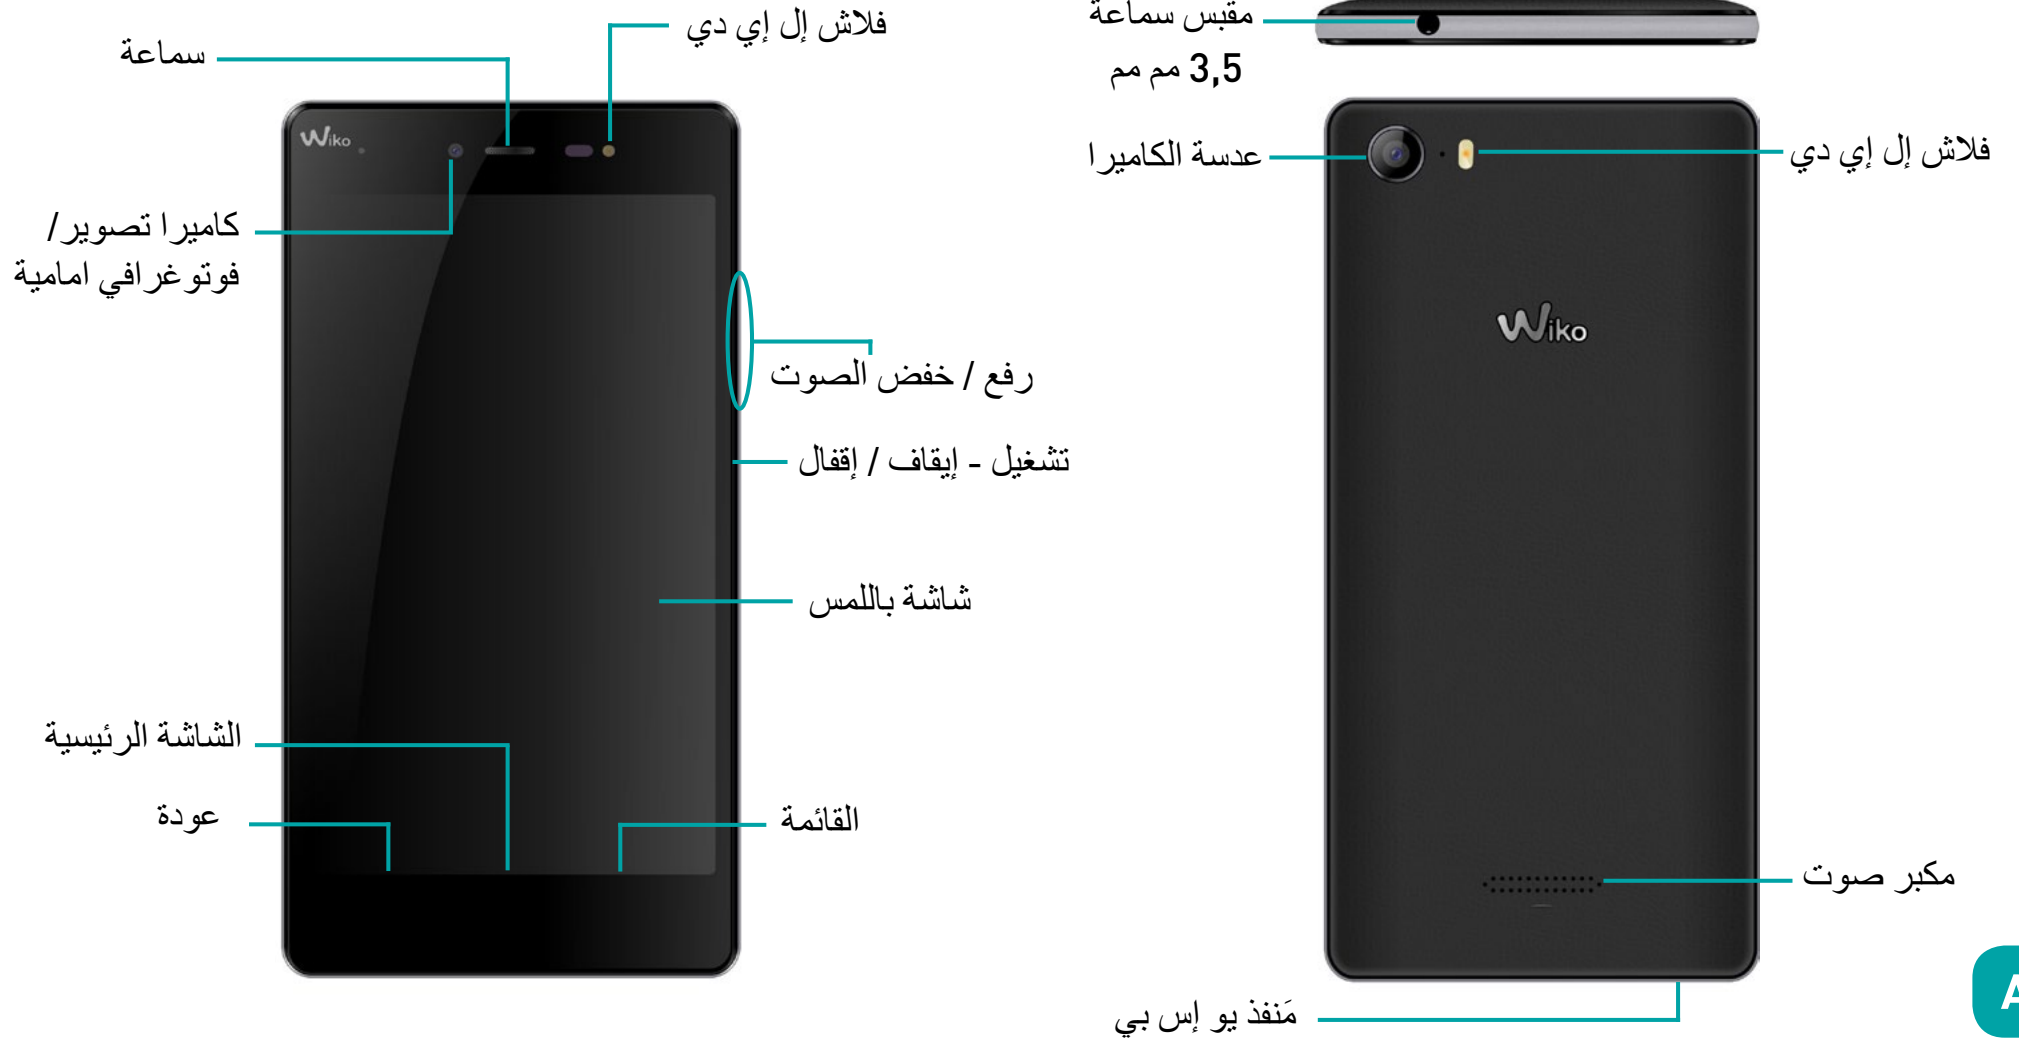 فلاش إل إي دي
سماعة
Wiko
كاميرا تصوير/
فوتوغرافي امامية
رفع / خفض الصوت
تشغيل - إيقاف / إقفال
شاشة باللمس
الشاشة الرئيسية
عودة
القائمة
مقبس سماعة
3,5 مم مم
عدسة الكاميرا
فلاش إل إي دي
Wiko
مكبر صوت
مَنفذ يو إس بي